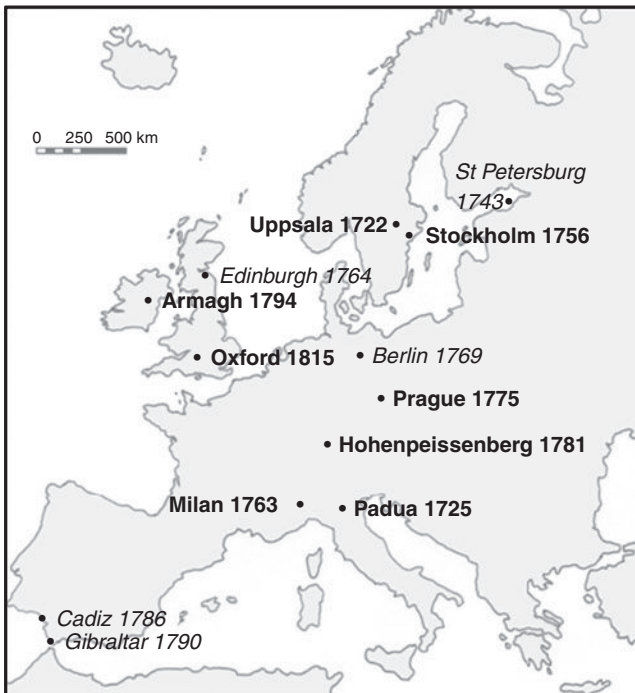 0 250 500 km
St Petersburg
1743
Uppsala 1722
Stockholm 1756
Edinburgh 1764
Armagh 1794
Oxford 1815
Berlin 1769
Prague 1775
Hohenpeissenberg 1781
Milan 1763
Padua 1725
Cadiz 1786
Gibraltar 1790